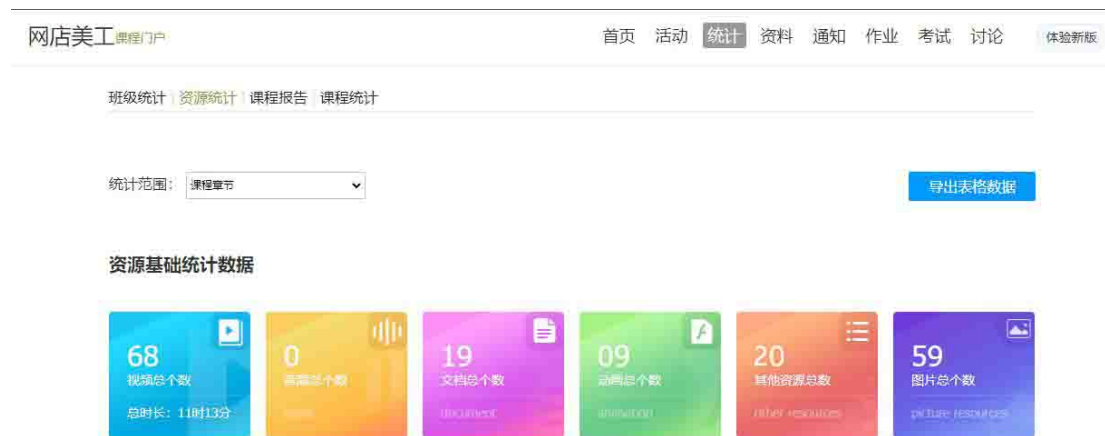 网店美工 课程门户 首页 活动 统计 资料 通知 作业 考试 讨论 体验新版
班级统计 资源统计 课程报告 课程统计
统计范围： 课程章节 导出表格数据
资源基础统计数据
68 0 19 09 20 59
视频总个数 音频总个数 文档总个数 动画总个数 其他资源总数 图片总个数
总时长：11时13分 document animation other resources picture resources